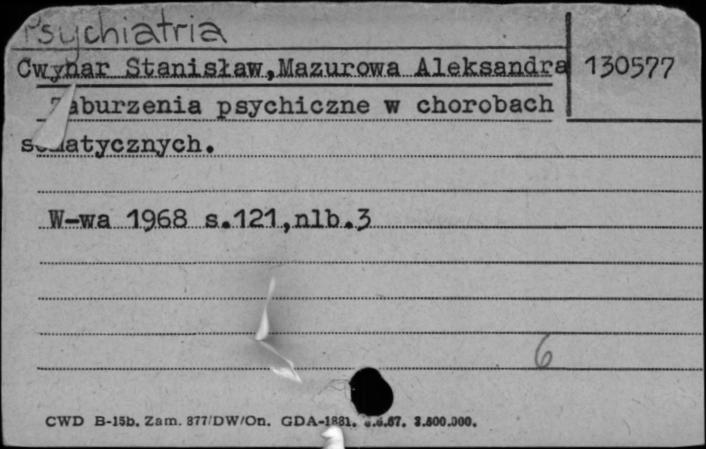 Psychiatria
Cwynar Stanisław,Mazurowa Aleksandra 130577
Zaburzenia psychiczne w chorobach
somatycznych.
W-wa 1968 s.121,nlb.3
6
CWD B-15b. Zam. 877/DW/On. GDA-1881. 3.800.000.